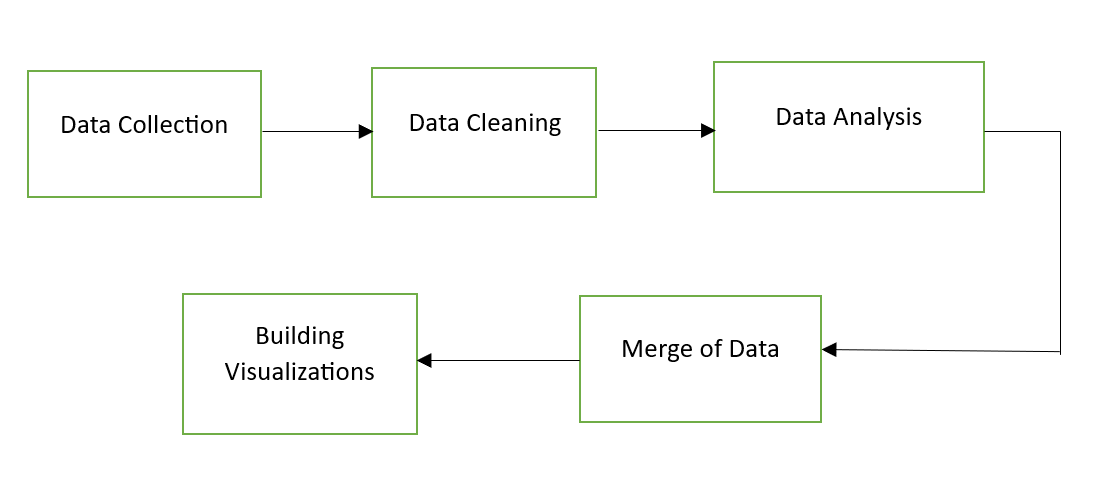 Data Collection
Data Cleaning
Data Analysis
Merge of Data
Building
Visualizations